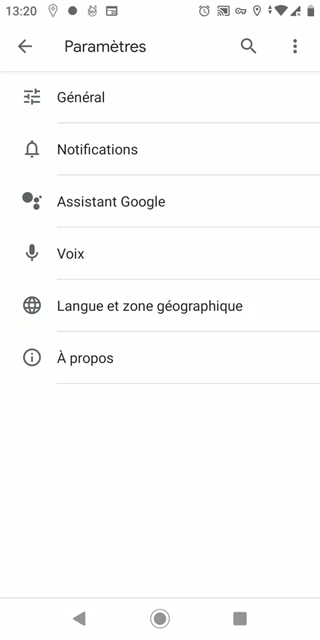 13:20
Paramètres
Général
Notifications
Assistant Google
Voix
Langue et zone géographique
À propos